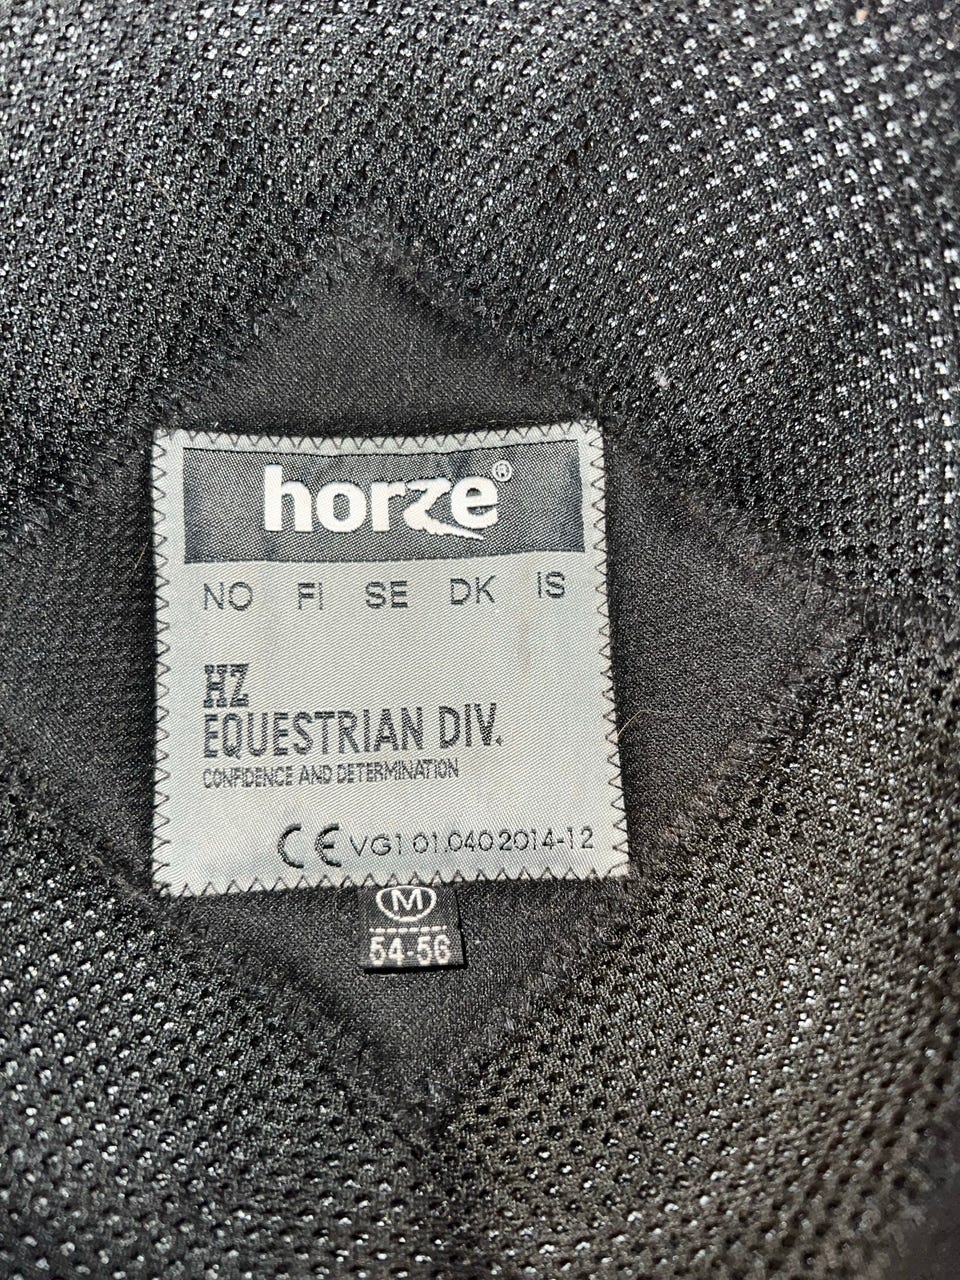 horze®
NO FI SE DK IS
HZ
EQUESTRIAN DIV.
CONFIDENCE AND DETERMINATION
CE VG1 01.040 2014-12
M
54-56